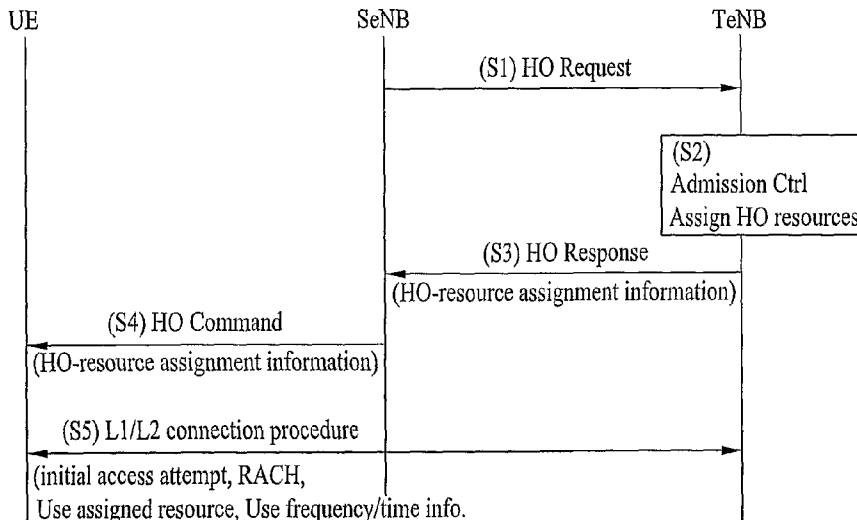 UE SeNB TeNB
(S1) HO Request
(S2)
Admission Ctrl
Assign HO resources
(S3) HO Response
(HO-resource assignment information)
(S4) HO Command
(HO-resource assignment information)
(S5) L1/L2 connection procedure
(initial access attempt, RACH,
Use assigned resource, Use frequency/time info.